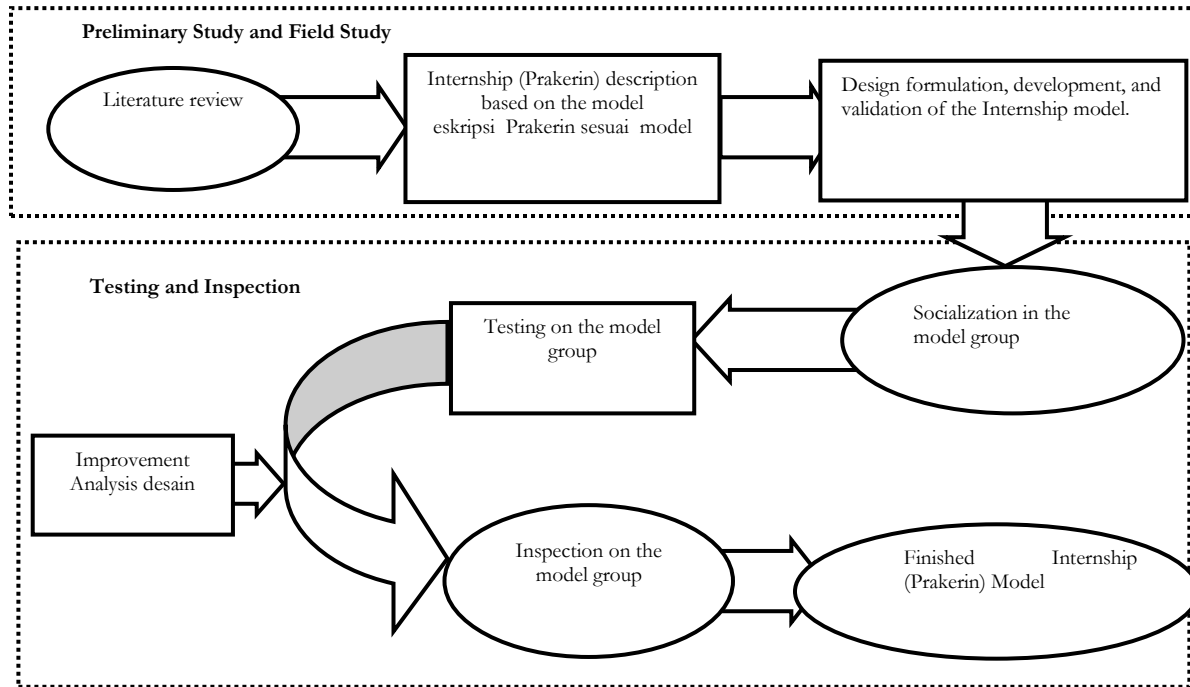 Preliminary Study and Field Study
Literature review
Internship (Prakerin) description
based on the model
eskripsi Prakerin sesuai model
Design formulation, development, and
validation of the Internship model.
Testing and Inspection
Socialization in the
model group
Testing on the model
group
Improvement
Analysis desain
Inspection on the
model group
Finished Internship
(Prakerin) Model